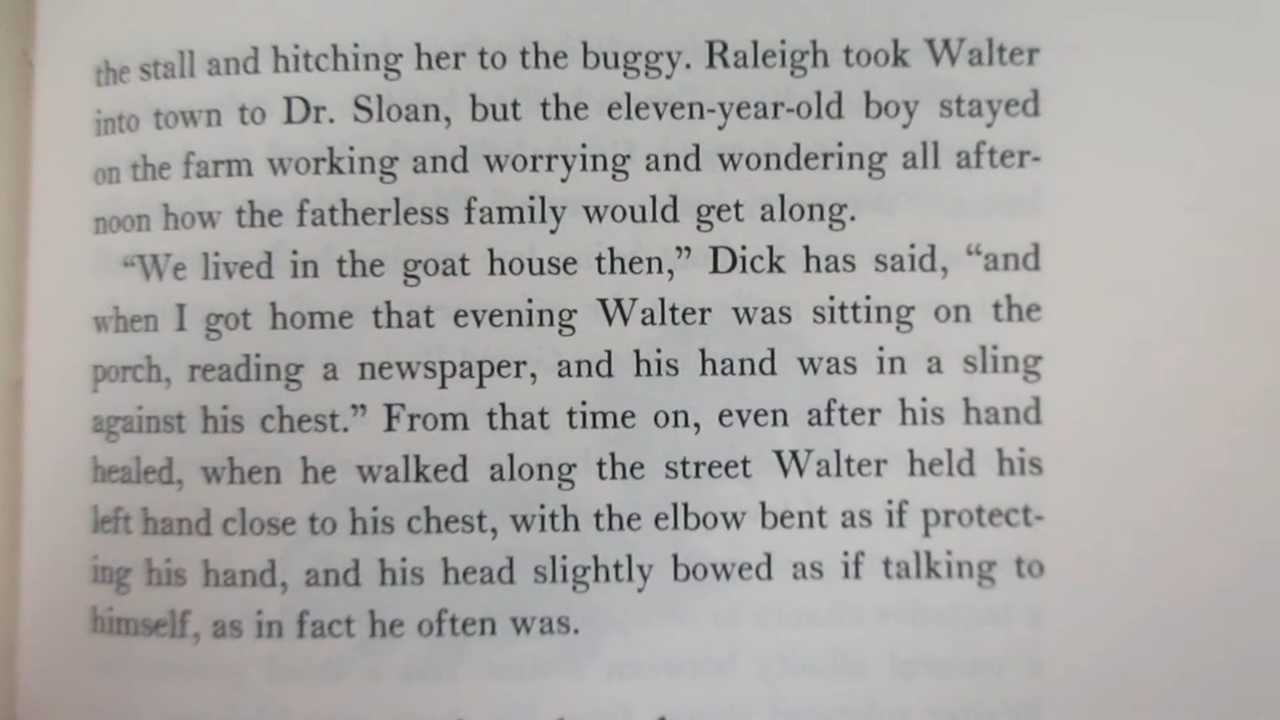 the stall and hitching her to the buggy. Raleigh took Walter
into town to Dr. Sloan, but the eleven-year-old boy stayed
on the farm working and worrying and wondering all after-
noon how the fatherless family would get along.
“We lived in the goat house then,” Dick has said, “and
when I got home that evening Walter was sitting on the
porch, reading a newspaper, and his hand was in a sling
against his chest.” From that time on, even after his hand
healed, when he walked along the street Walter held his
left hand close to his chest, with the elbow bent as if protect-
ing his hand, and his head slightly bowed as if talking to
himself, as in fact he often was.